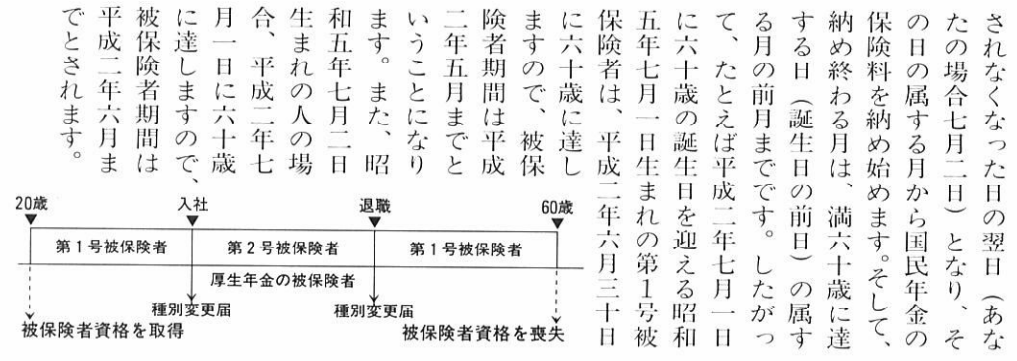 されなくなった日の翌日（あな
たの場合七月二日）となり、そ
の日の属する月から国民年金の
保険料を納め始めます。そして、
納め終わる月は、満六十歳に達
する日（誕生日の前日）の属す
る月の前月までです。したがっ
て、たとえば平成二年七月一日
に六十歳の誕生日を迎える昭和
五年七月一日生まれの第1号被
保険者は、平成二年六月三十日
に六十歳に達し
ますので、被保
険者期間は平成
二年五月までと
いうことになり
ます。また、昭
和五年七月二日
生まれの人の場
合、平成二年七
月一日に六十歳
に達しますので、
被保険者期間は
平成二年六月ま
でとされます。
20歳 入社 退職 60歳
第1号被保険者 第2号被保険者 第1号被保険者
厚生年金の被保険者
種別変更届 種別変更届
被保険者資格を取得 被保険者資格を喪失